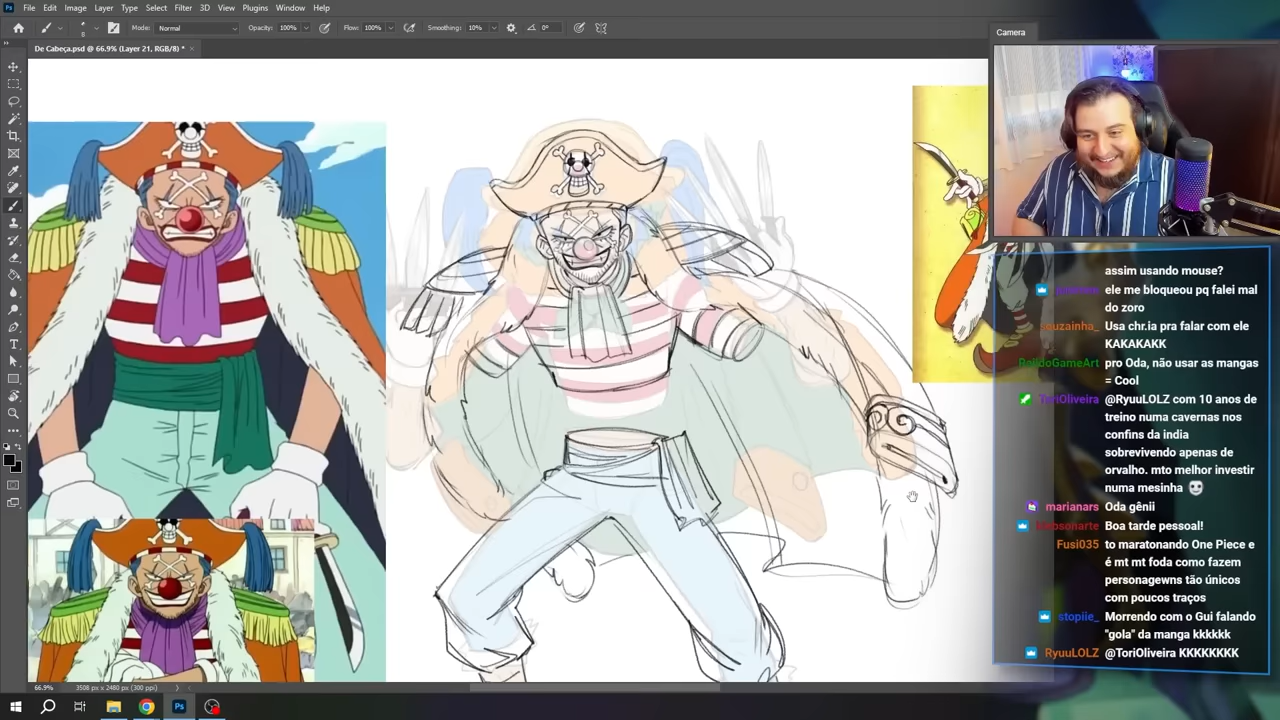 File Edit Image Layer Type Select Filter 3D View Plugins Window Help
Mode: Normal Opacity: 100% Flow: 100% Smoothing: 10% 0°
De Cabeça.psd @ 66.9% (Layer 21, RGB/8) *
Camera
assim usando mouse?
ele me bloqueou pq falei mal
do zoro
Usa chr.ia pra falar com ele
KAKAKAKK
pro Oda, não usar as mangas
= Cool
ToriOliveira @RyuuLOLZ com 10 anos de
treino numa cavernas nos
confins da india
sobrevivendo apenas de
orvalho. mto melhor investir
numa mesinha
marianars Oda gênii
Boa tarde pessoal!
Fusi035 to maratonando One Piece e
é mt mt foda como fazem
personagewns tão únicos
com poucos traços
stopiie_ Morrendo com o Gui falando
"gola" da manga kkkkkk
RyuuLOLZ @ToriOliveira KKKKKKKK
66.9% 3508 px x 2480 px (300 ppi)